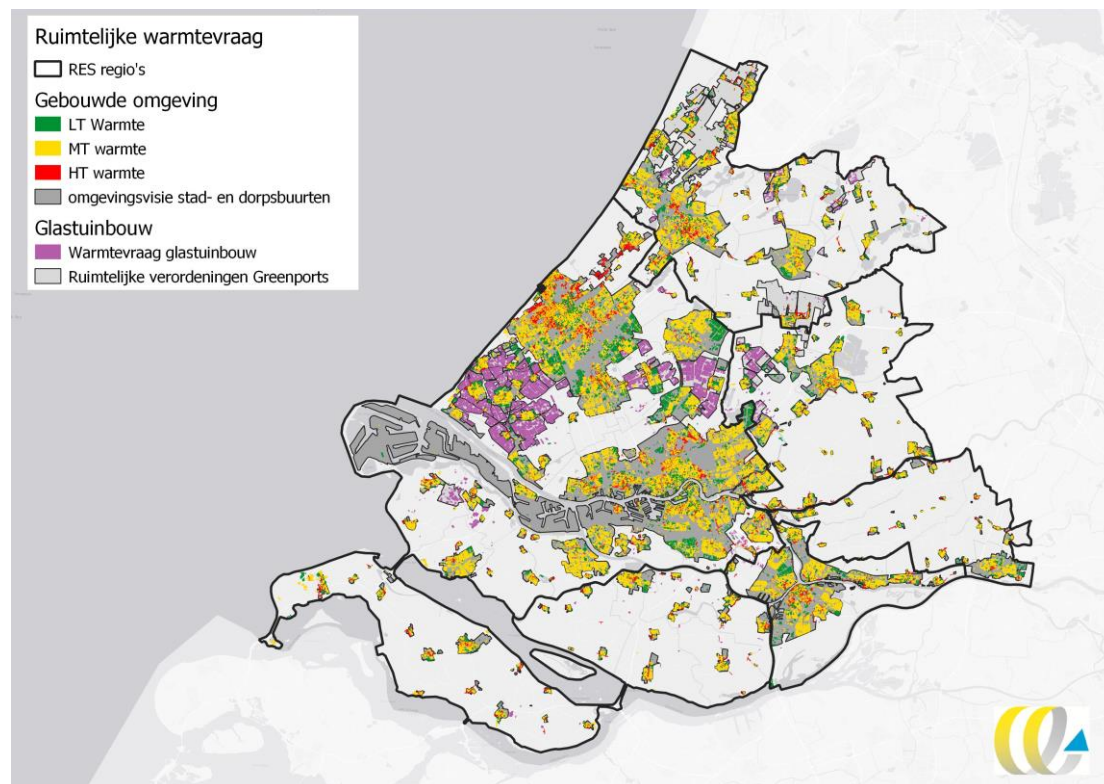 Ruimtelijke warmtevraag
RES regio's
Gebouwde omgeving
LT Warmte
MT warmte
HT warmte
omgevingsvisie stad- en dorpsbuurten
Glastuinbouw
Warmtevraag glastuinbouw
Ruimtelijke verordeningen Greenports